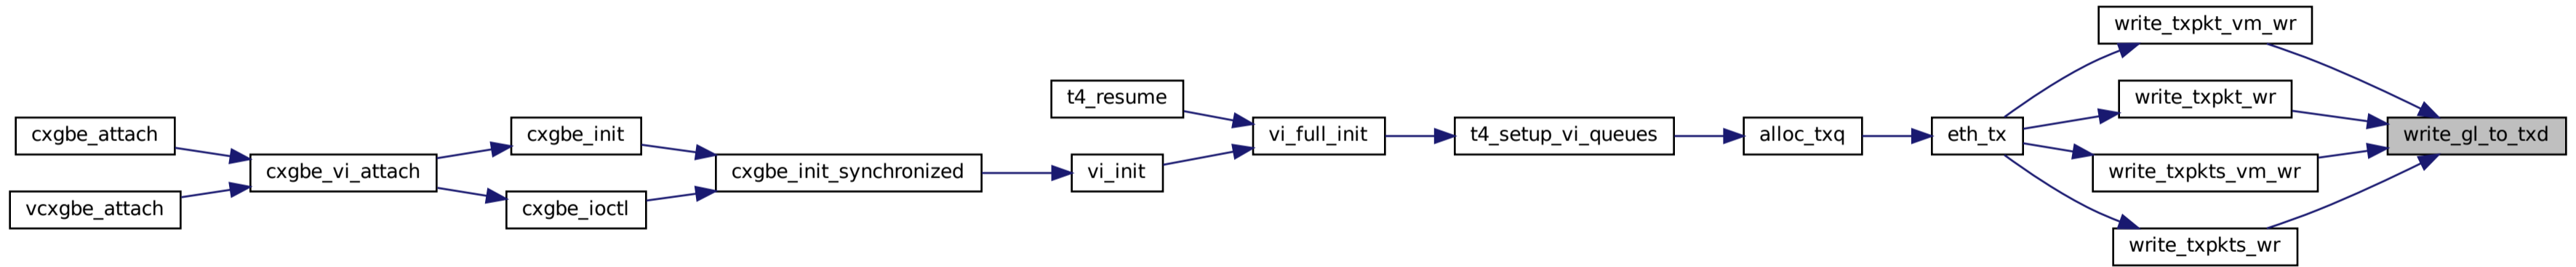 cxgbe_attach
vcxgbe_attach
cxgbe_vi_attach
cxgbe_init
cxgbe_ioctl
cxgbe_init_synchronized
t4_resume
vi_init
vi_full_init
t4_setup_vi_queues
alloc_txq
eth_tx
write_txpkt_vm_wr
write_txpkt_wr
write_txpkts_vm_wr
write_txpkts_wr
write_gl_to_txd